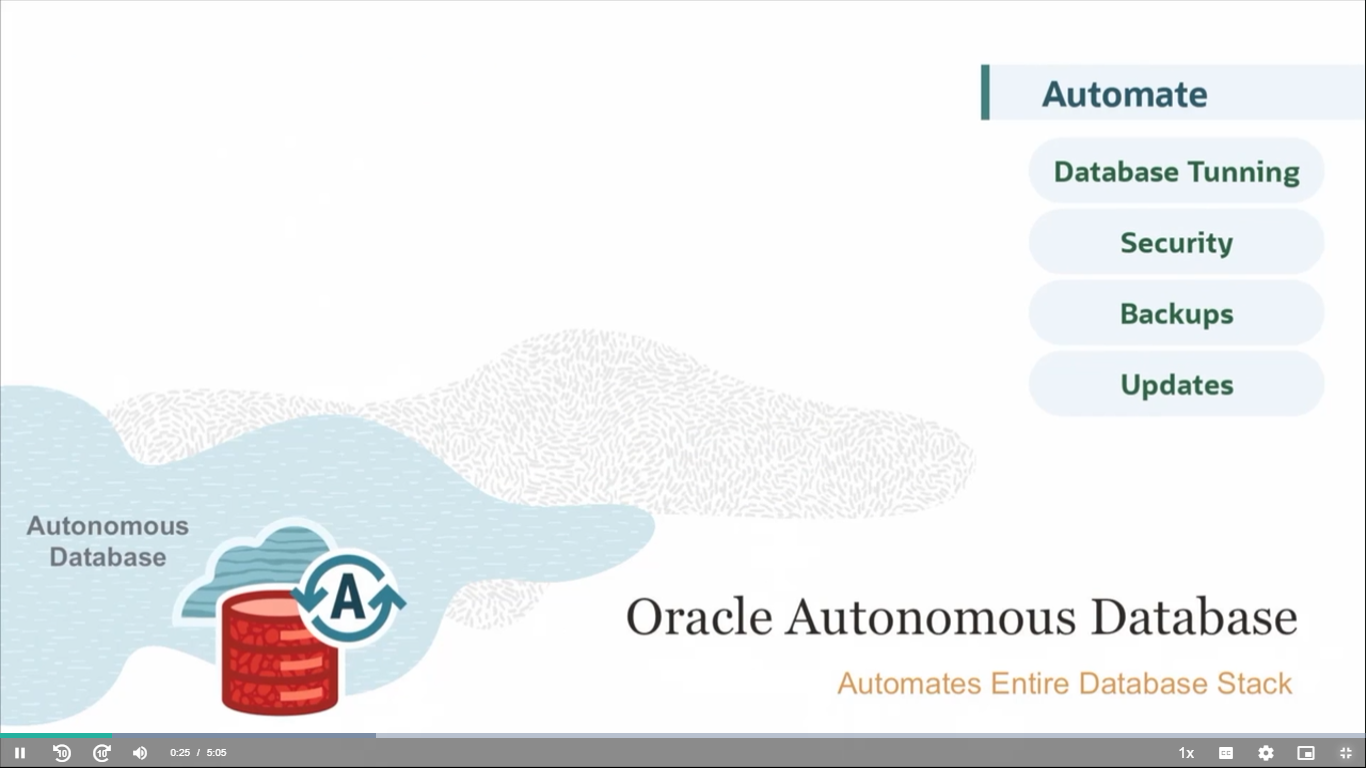 Automate
Database Tunning
Security
Backups
Updates
Autonomous
Database
A
Oracle Autonomous Database
Automates Entire Database Stack
10
10
0:25 / 5:05
1x
CC